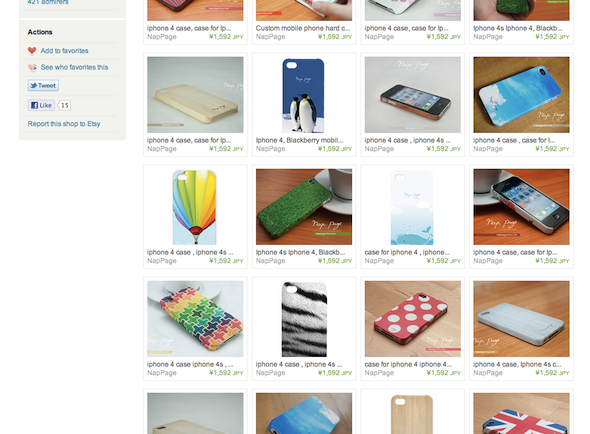 421 admirers
Actions
Add to favorites
See who favorites this
Tweet
Like 15
Report this shop to Etsy
iphone 4 case, case for Ip...
NapPage ¥1,592 JPY
Custom mobile phone hard c...
NapPage ¥1,592 JPY
iphone 4 case, case for Ip...
NapPage ¥1,592 JPY
iPhone 4s Iphone 4, Blackb...
NapPage ¥1,592 JPY
iphone 4 case, case for Ip...
NapPage ¥1,592 JPY
Iphone 4, Blackberry mobil...
NapPage ¥1,592 JPY
iphone 4 case , iphone 4s ...
NapPage ¥1,592 JPY
iphone 4 case , case for I...
NapPage ¥1,592 JPY
Nap Page
iphone 4 case , iphone 4s ...
NapPage ¥1,592 JPY
iPhone 4s Iphone 4, Blackb...
NapPage ¥1,592 JPY
case for iphone 4 , iphone...
NapPage ¥1,592 JPY
iphone 4 case, case for Ip...
NapPage ¥1,592 JPY
iphone 4 case iphone 4s , ...
NapPage ¥1,592 JPY
iphone 4 case , iphone 4s ...
NapPage ¥1,592 JPY
case for iphone 4 iphone 4...
NapPage ¥1,592 JPY
iphone 4 case, Iphone 4s c...
NapPage ¥1,592 JPY